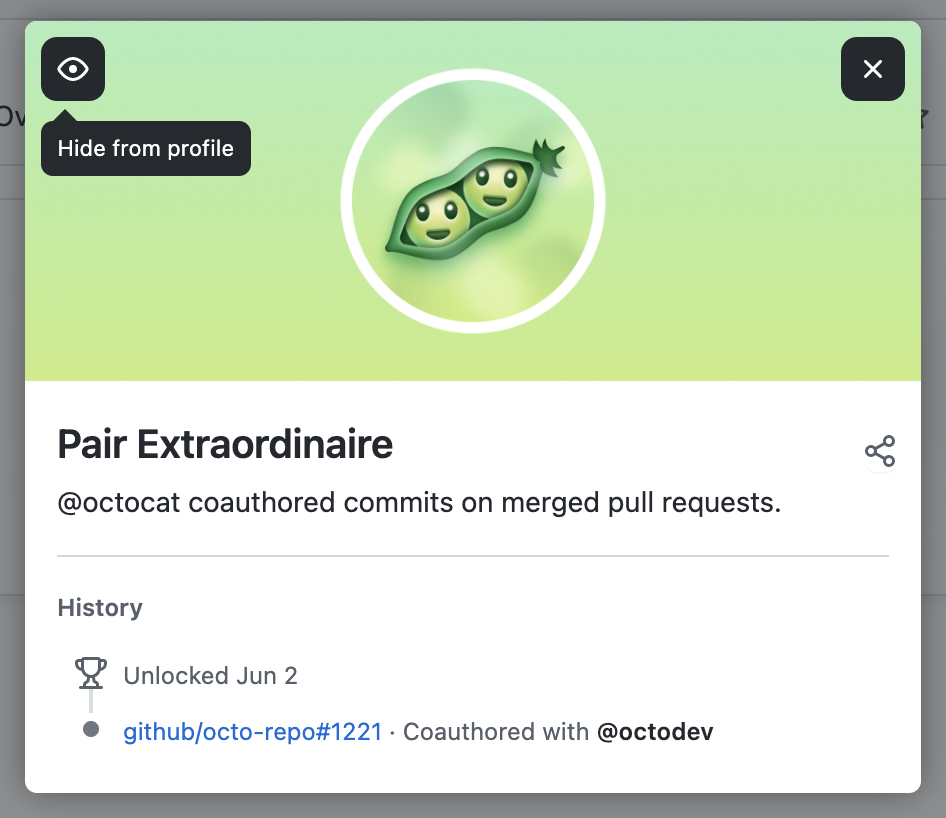 Hide from profile
Pair Extraordinaire
@octocat coauthored commits on merged pull requests.
History
Unlocked Jun 2
github/octo-repo#1221 · Coauthored with @octodev